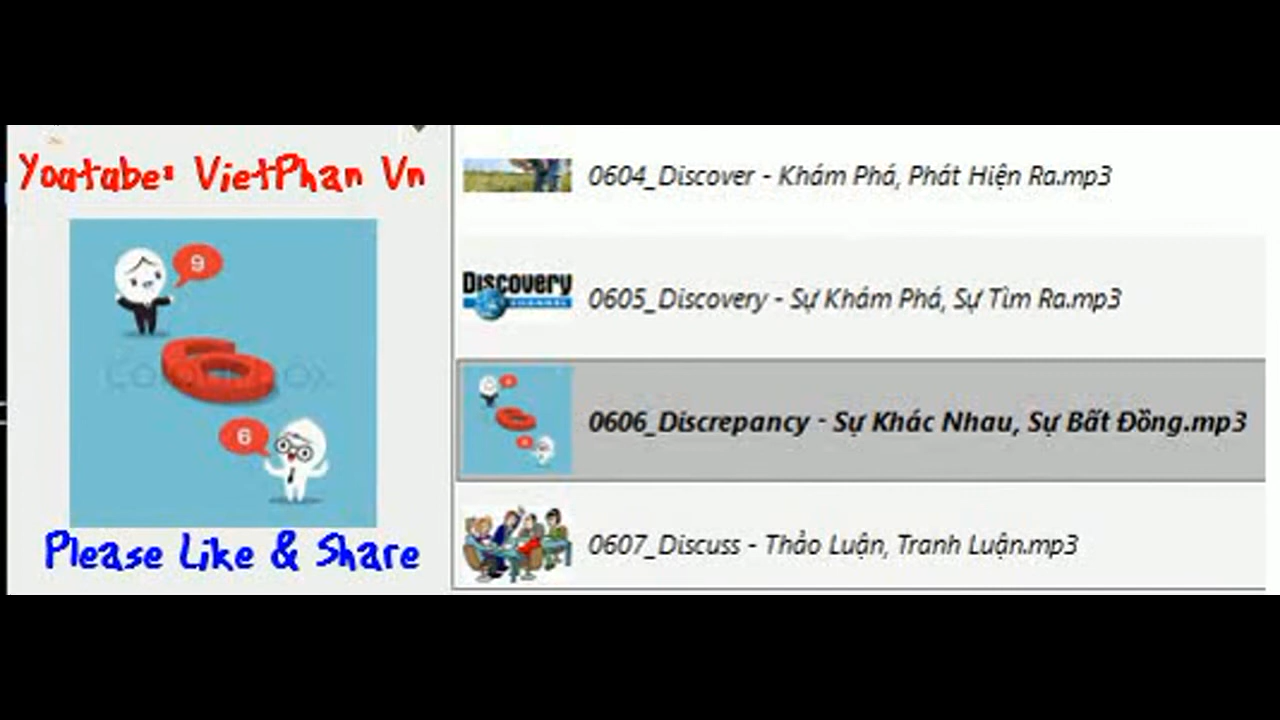 Youtube: VietPhan Vn
9
6
Please Like & Share
0604_Discover - Khám Phá, Phát Hiện Ra.mp3
Discovery
CHANNEL
0605_Discovery - Sự Khám Phá, Sự Tìm Ra.mp3
0606_Discrepancy - Sự Khác Nhau, Sự Bất Đồng.mp3
0607_Discuss - Thảo Luận, Tranh Luận.mp3